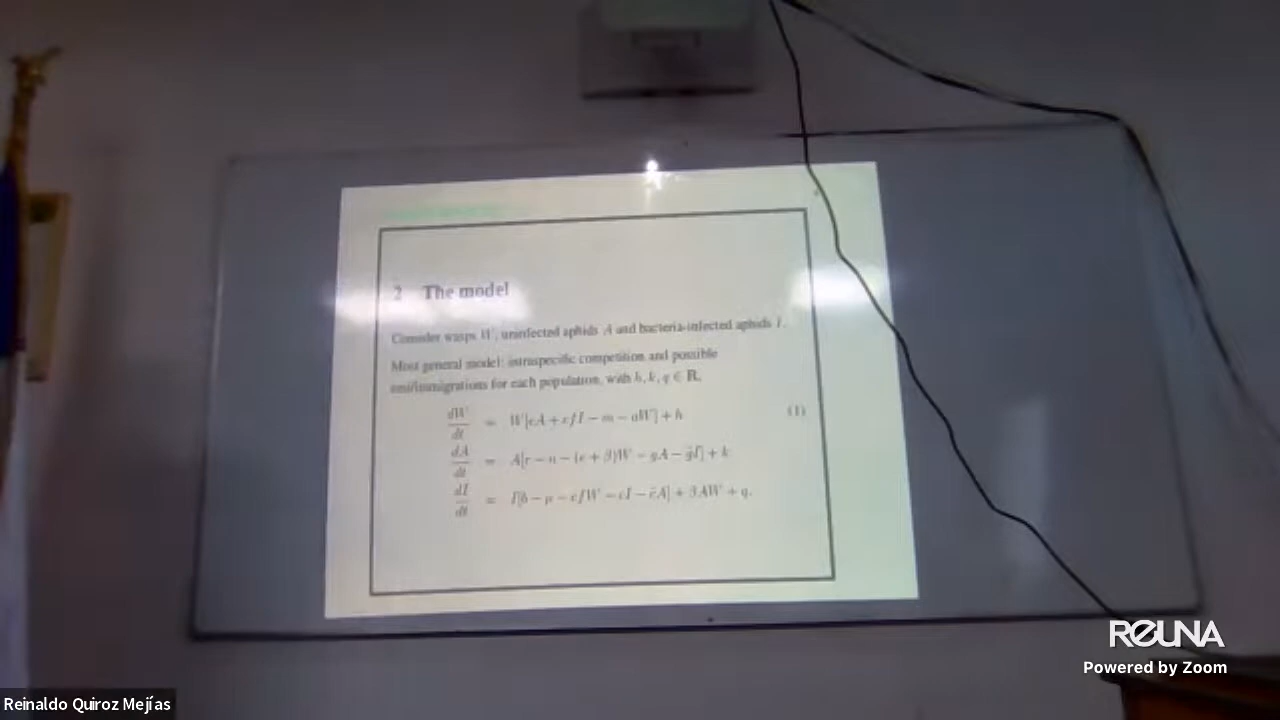 2 The model
Consider wasps W, uninfected aphids A and bacteria-infected aphids I.
Most general model: intraspecific competition and possible
emi/immigrations for each population, with h, k, q ∈ R.
dW/dt = W[eA + efI − m − aW] + h (1)
dA/dt = A[r − n − (e + β)W − gA − g̃I] + k
dI/dt = I[b − μ − efW − cI − c̃A] + βAW + q.
REUNA
Powered by Zoom
Reinaldo Quiroz Mejías